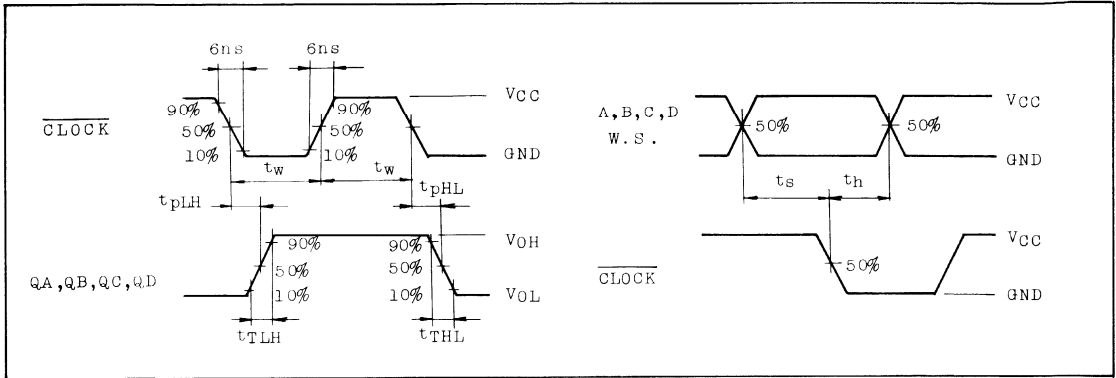 6ns 6ns
90% 90% VCC
CLOCK 50% 50%
10% 10% GND
tw tw
tpLH tpHL
90% 90% VOH
50% 50%
QA,QB,QC,QD 10% 10% VOL
tTLH tTHL
A,B,C,D VCC
W.S. 50% 50%
GND
ts th
VCC
CLOCK 50%
GND